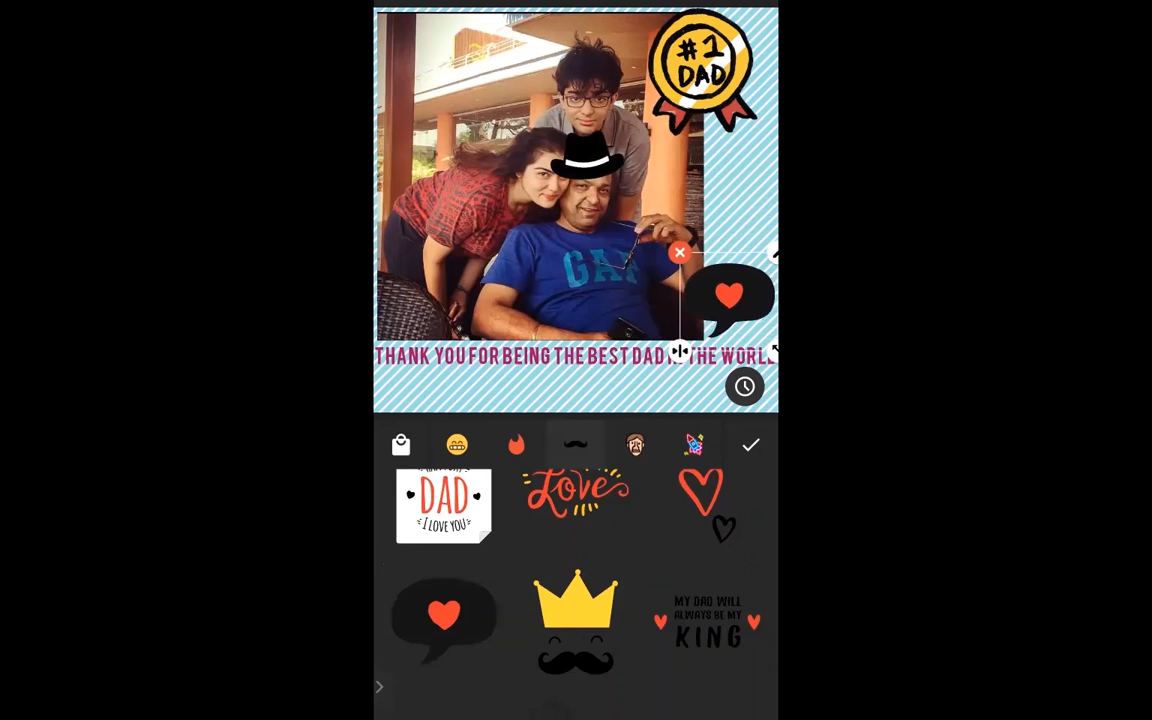 #1
DAD
GAP
THANK YOU FOR BEING THE BEST DAD THE WORL
DAD
I LOVE YOU
Love
MY DAD WILL
ALWAYS BE MY
KING